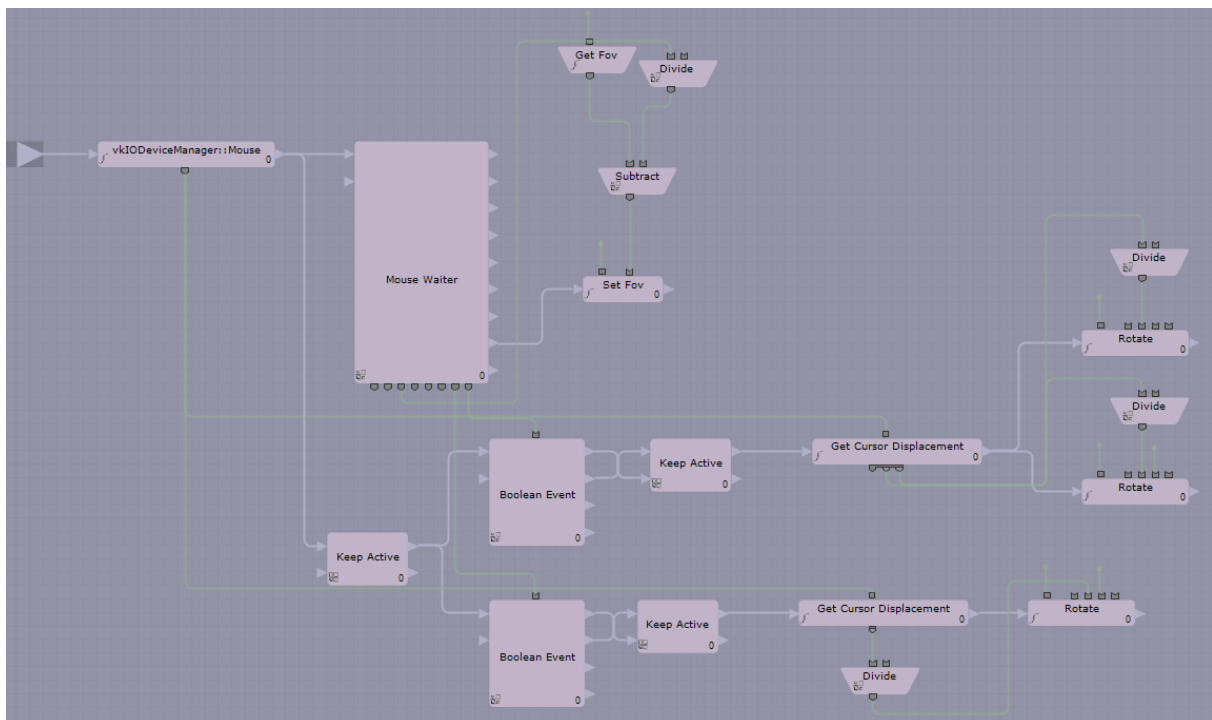 Get Fov
Divide
vkIODeviceManager::Mouse
0
Subtract
Mouse Waiter
0
Set Fov
0
Divide
Rotate
0
Divide
Get Cursor Displacement
0
Keep Active
0
Boolean Event
0
Rotate
0
Keep Active
0
Get Cursor Displacement
0
Rotate
0
Keep Active
0
Boolean Event
0
Divide